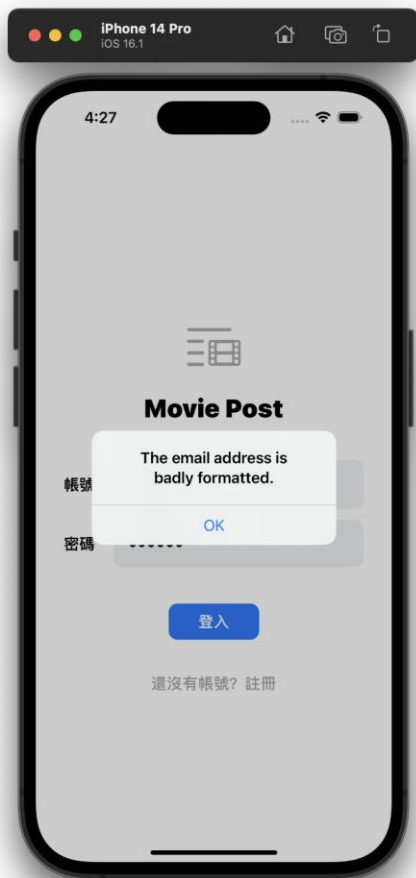 iPhone 14 Pro
iOS 16.1
4:27
Movie Post
The email address is
badly formatted.
帳號
OK
密碼
登入
還沒有帳號? 註冊